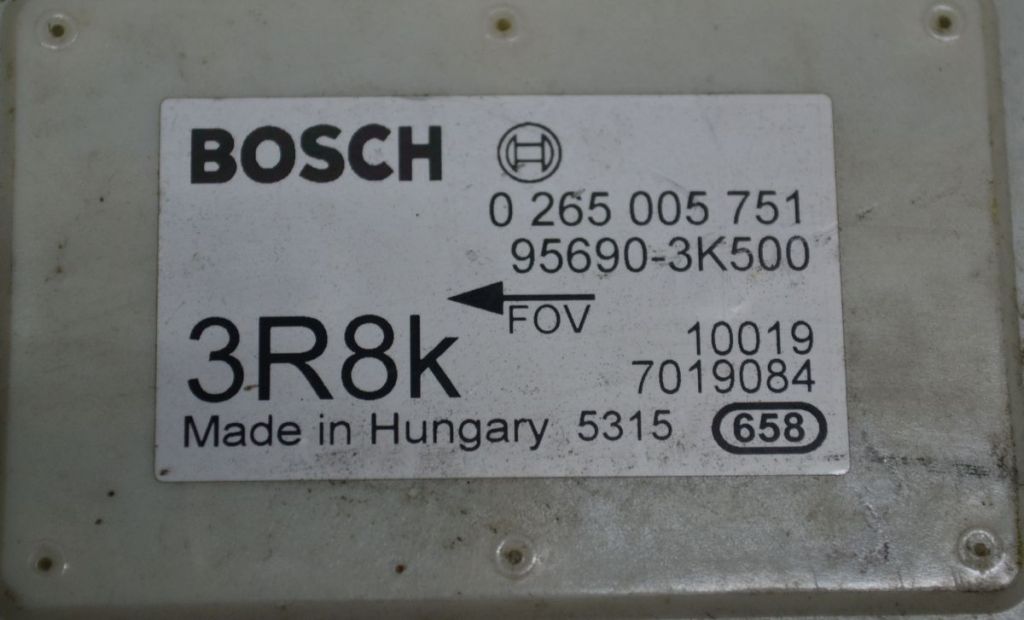 BOSCH
0 265 005 751
95690-3K500
FOV
3R8k
10019
7019084
Made in Hungary 5315 658